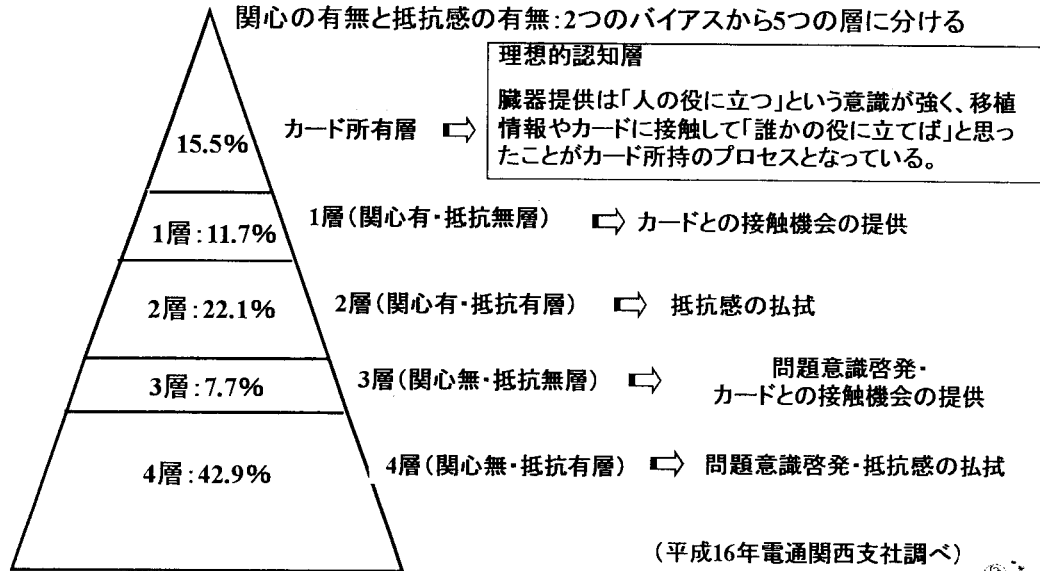 関心の有無と抵抗感の有無:2つのバイアスから5つの層に分ける
理想的認知層
臓器提供は「人の役に立つ」という意識が強く、移植
情報やカードに接触して「誰かの役に立てば」と思っ
たことがカード所持のプロセスとなっている。
カード所有層
15.5%
1層(関心有・抵抗無層)
カードとの接触機会の提供
1層:11.7%
2層(関心有・抵抗有層)
抵抗感の払拭
2層:22.1%
問題意識啓発・
カードとの接触機会の提供
3層(関心無・抵抗無層)
3層:7.7%
4層(関心無・抵抗有層)
問題意識啓発・抵抗感の払拭
4層:42.9%
(平成16年電通関西支社調べ)